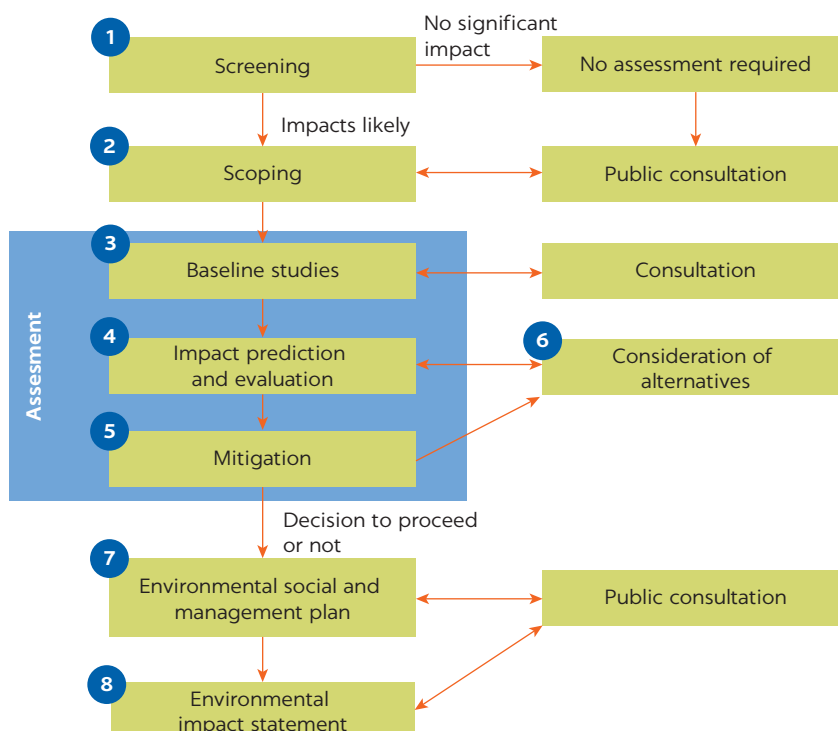 1
Screening
No significant
impact
No assessment required
Impacts likely
2
Scoping
Public consultation
Assesment
3
Baseline studies
Consultation
4
Impact prediction
and evaluation
6
Consideration of
alternatives
5
Mitigation
Decision to proceed
or not
7
Environmental social and
management plan
Public consultation
8
Environmental
impact statement